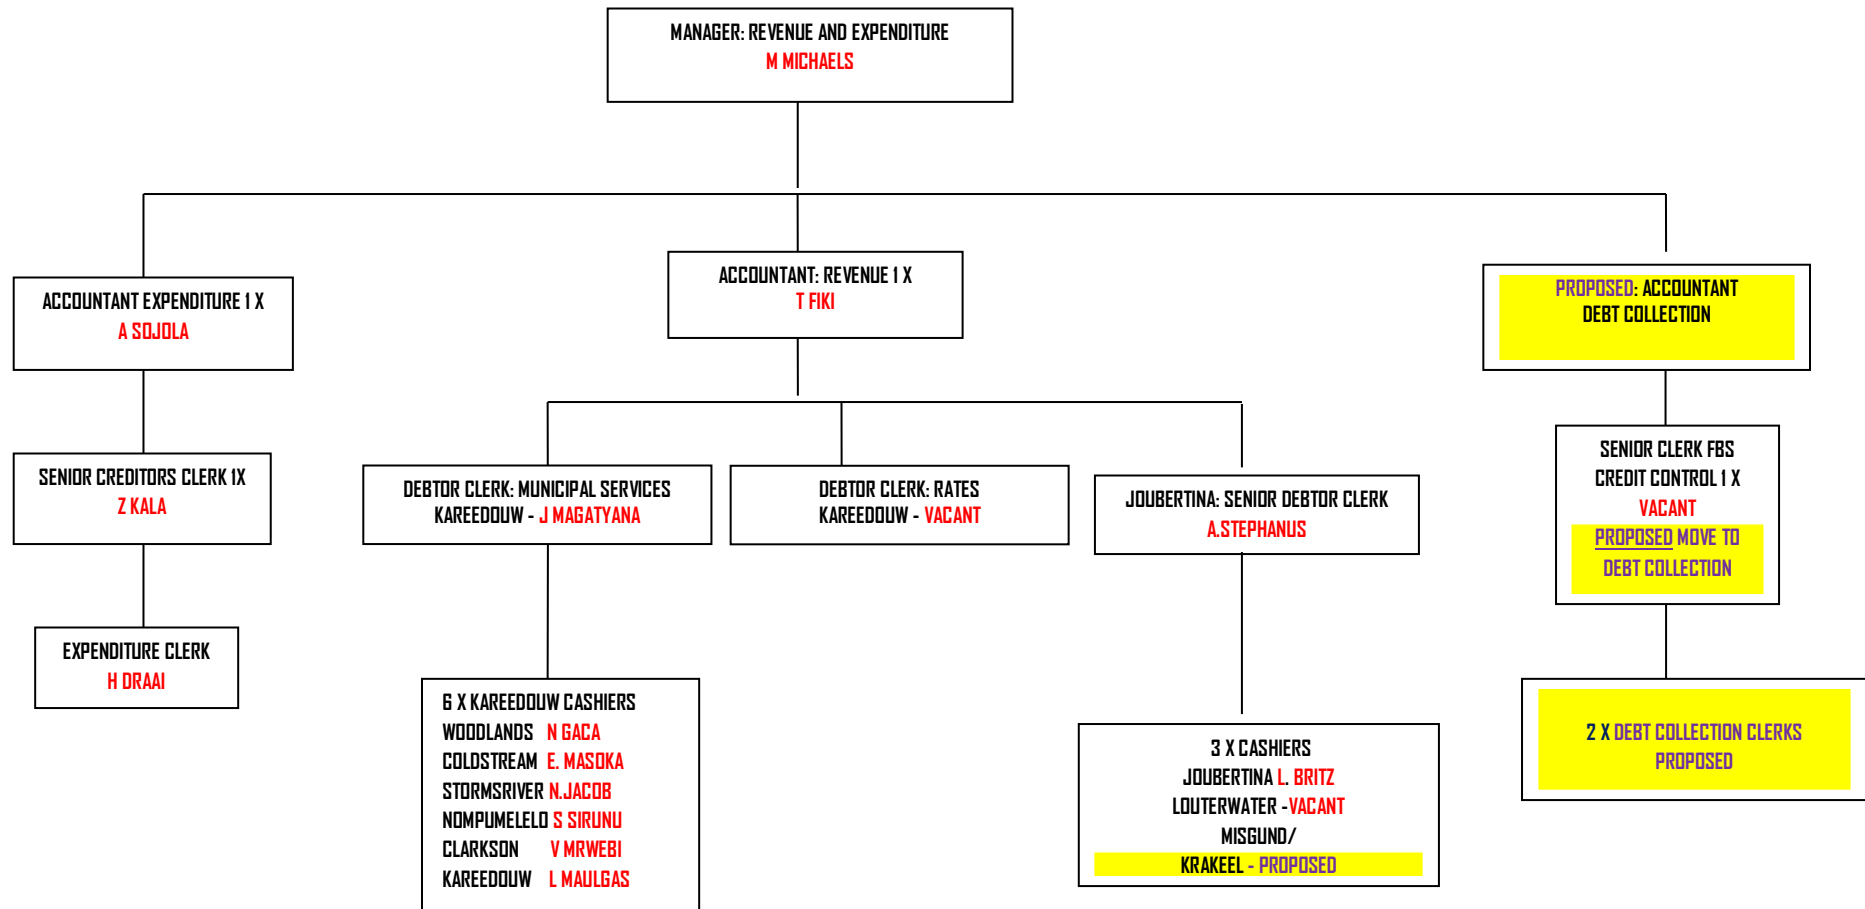 MANAGER: REVENUE AND EXPENDITURE
M MICHAELS
ACCOUNTANT EXPENDITURE 1 X
A SOJOLA
ACCOUNTANT: REVENUE 1 X
T FIKI
PROPOSED: ACCOUNTANT
DEBT COLLECTION
SENIOR CREDITORS CLERK 1X
Z KALA
DEBTOR CLERK: MUNICIPAL SERVICES
KAREEDOUW - J MAGATYANA
DEBTOR CLERK: RATES
KAREEDOUW - VACANT
JOUBERTINA: SENIOR DEBTOR CLERK
A.STEPHANUS
SENIOR CLERK FBS
CREDIT CONTROL 1 X
VACANT
PROPOSED MOVE TO
DEBT COLLECTION
EXPENDITURE CLERK
H DRAAI
6 X KAREEDOUW CASHIERS
WOODLANDS N GACA
COLDSTREAM E. MASOKA
STORMSRIVER N.JACOB
NOMPUMELELO S SIRUNU
CLARKSON V MRWEBI
KAREEDOUW L MAULGAS
3 X CASHIERS
JOUBERTINA L. BRITZ
LOUTERWATER -VACANT
MISGUND/
KRAKEEL - PROPOSED
2 X DEBT COLLECTION CLERKS
PROPOSED